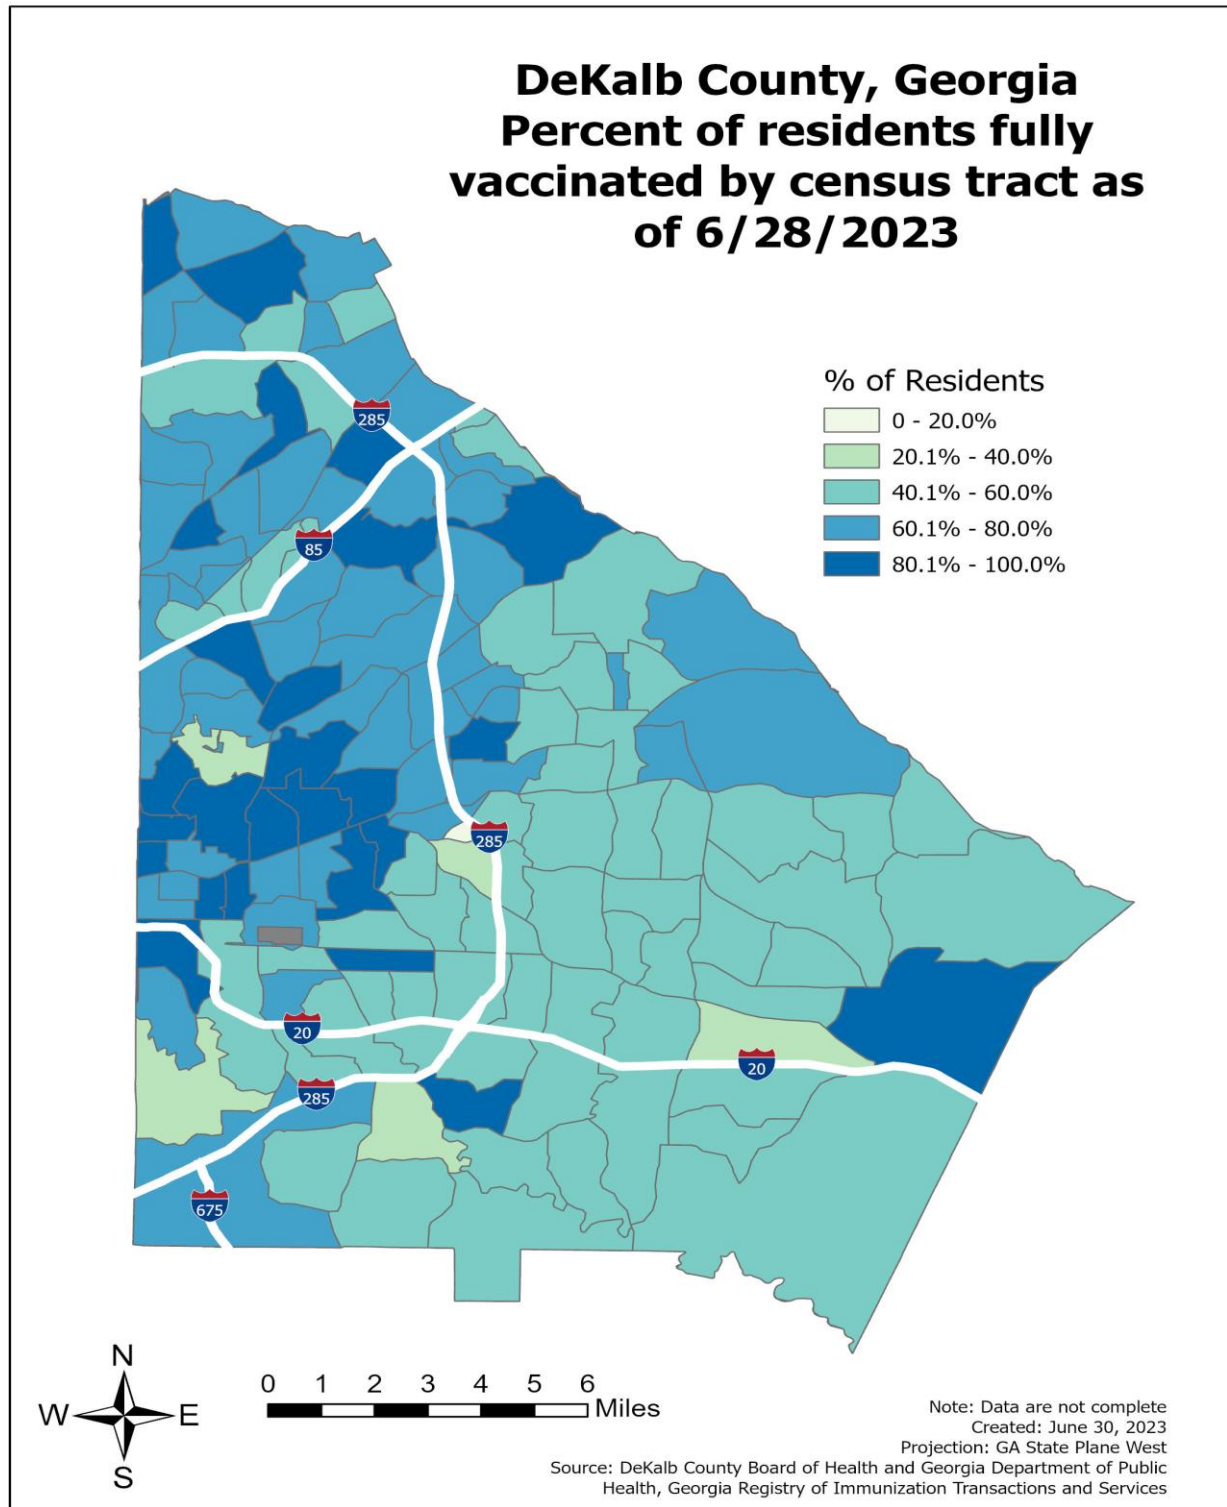 DeKalb County, Georgia
Percent of residents fully
vaccinated by census tract as
of 6/28/2023
% of Residents
0 - 20.0%
20.1% - 40.0%
40.1% - 60.0%
60.1% - 80.0%
80.1% - 100.0%
285
85
285
20
20
285
675
N
W E
S
0 1 2 3 4 5 6
Miles
Note: Data are not complete
Created: June 30, 2023
Projection: GA State Plane West
Source: DeKalb County Board of Health and Georgia Department of Public
Health, Georgia Registry of Immunization Transactions and Services